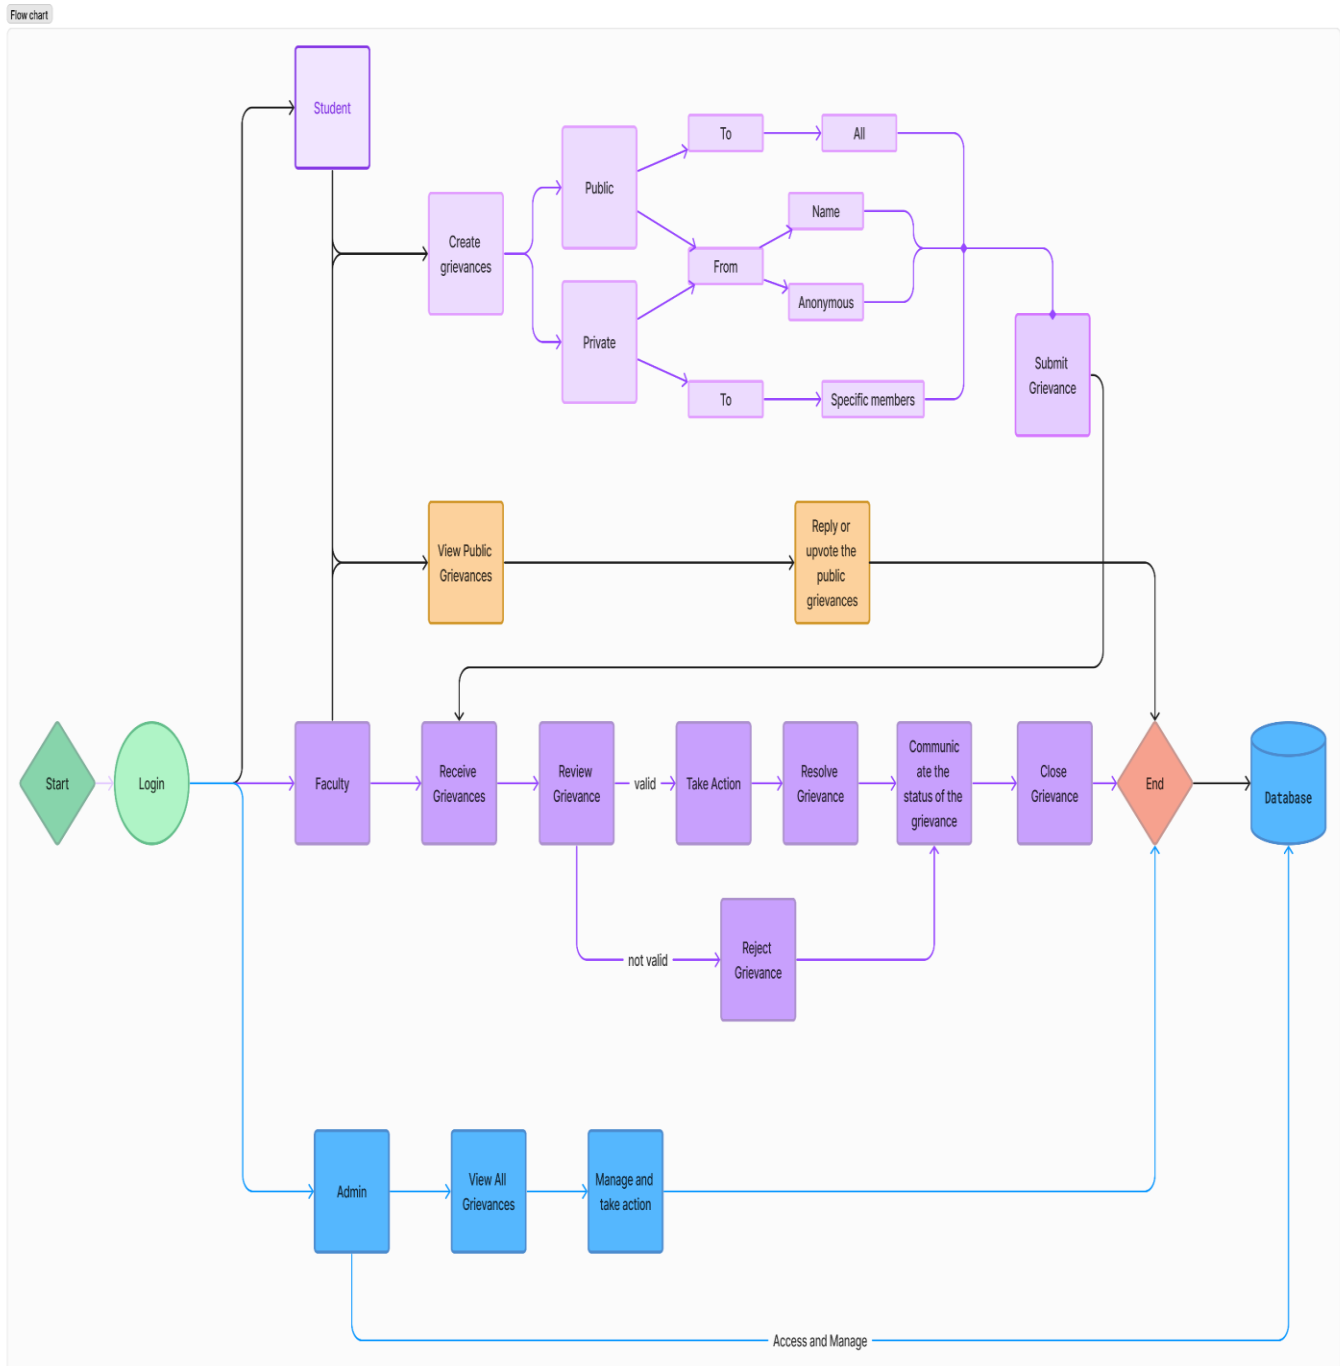 Flow chart
Student
To
All
Public
Name
Create
grievances
From
Anonymous
Private
Submit
Grievance
To
Specific members
View Public
Grievances
Reply or
upvote the
public
grievances
Start
Login
Faculty
Receive
Grievances
Review
Grievance
valid
Take Action
Resolve
Grievance
Communic
ate the
status of the
grievance
Close
Grievance
End
Database
not valid
Reject
Grievance
Admin
View All
Grievances
Manage and
take action
Access and Manage